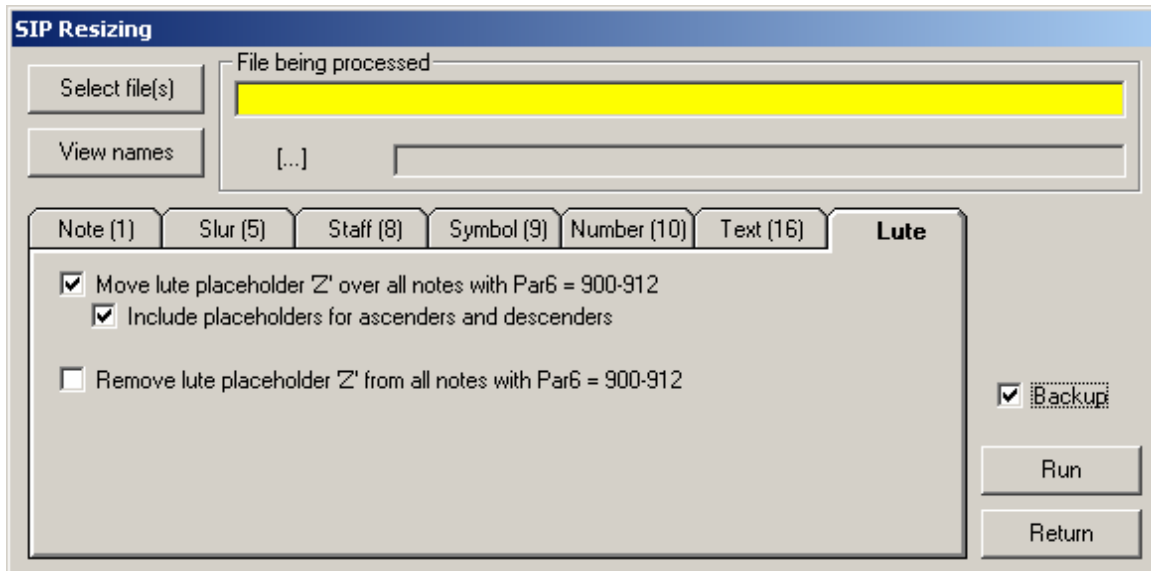 SIP Resizing
Select file(s)
File being processed
View names
[...]
Note (1) Slur (5) Staff (8) Symbol (9) Number (10) Text (16) Lute
Move lute placeholder 'Z' over all notes with Par6 = 900-912
Include placeholders for ascenders and descenders
Remove lute placeholder 'Z' from all notes with Par6 = 900-912
Backup
Run
Return